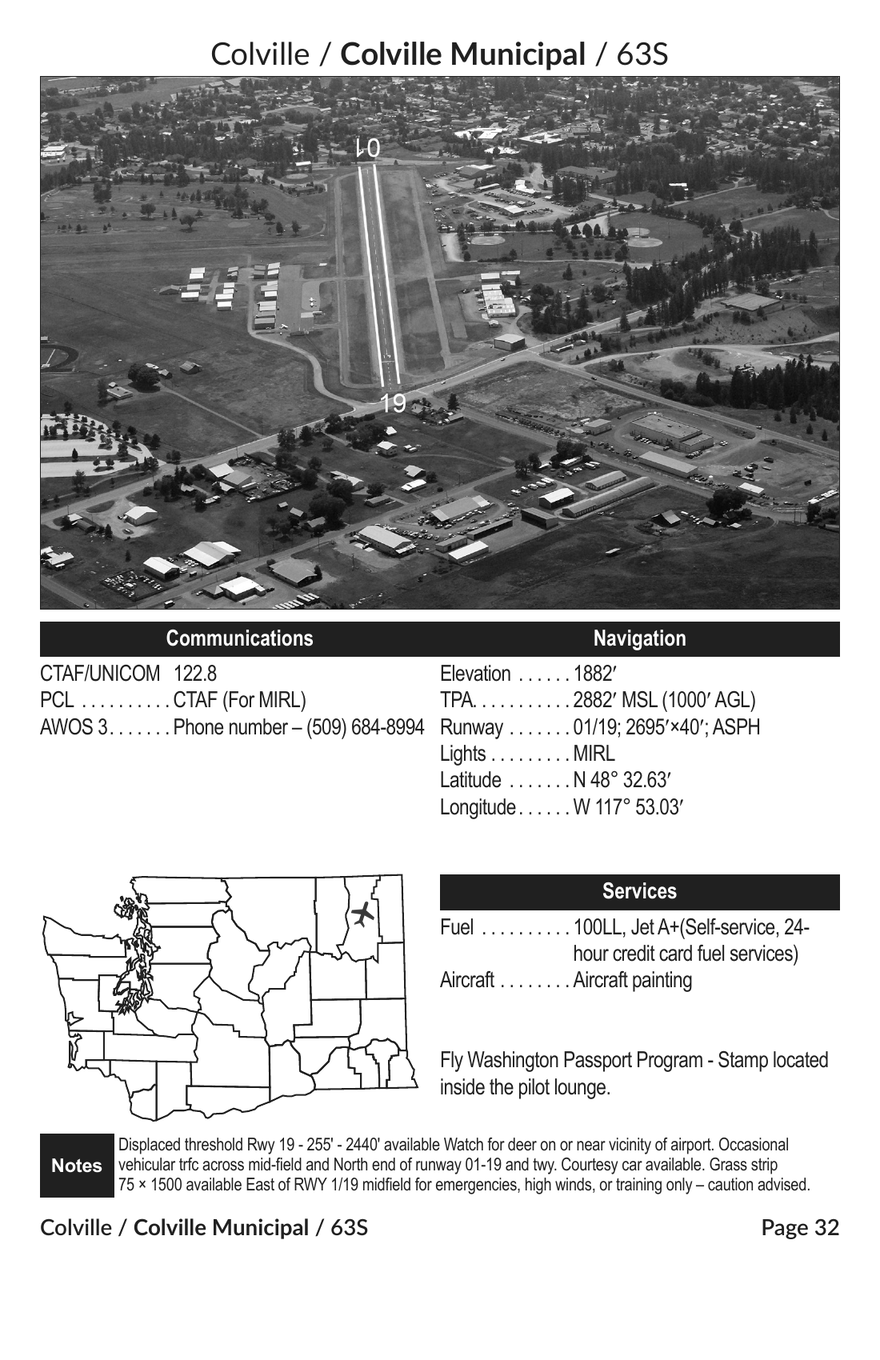 Colville / Colville Municipal / 63S
01
19
Communications
CTAF/UNICOM 122.8
PCL . . . . . . . . . . CTAF (For MIRL)
AWOS 3. . . . . . . Phone number – (509) 684-8994
Navigation
Elevation . . . . . . 1882′
TPA. . . . . . . . . . . 2882′ MSL (1000′ AGL)
Runway . . . . . . . 01/19; 2695′×40′; ASPH
Lights . . . . . . . . . MIRL
Latitude . . . . . . . N 48° 32.63′
Longitude . . . . . . W 117° 53.03′
Services
Fuel . . . . . . . . . . 100LL, Jet A+(Self-service, 24-
hour credit card fuel services)
Aircraft . . . . . . . . Aircraft painting
Fly Washington Passport Program - Stamp located
inside the pilot lounge.
Notes
Displaced threshold Rwy 19 - 255' - 2440' available Watch for deer on or near vicinity of airport. Occasional
vehicular trfc across mid-field and North end of runway 01-19 and twy. Courtesy car available. Grass strip
75 × 1500 available East of RWY 1/19 midfield for emergencies, high winds, or training only – caution advised.
Colville / Colville Municipal / 63S
Page 32